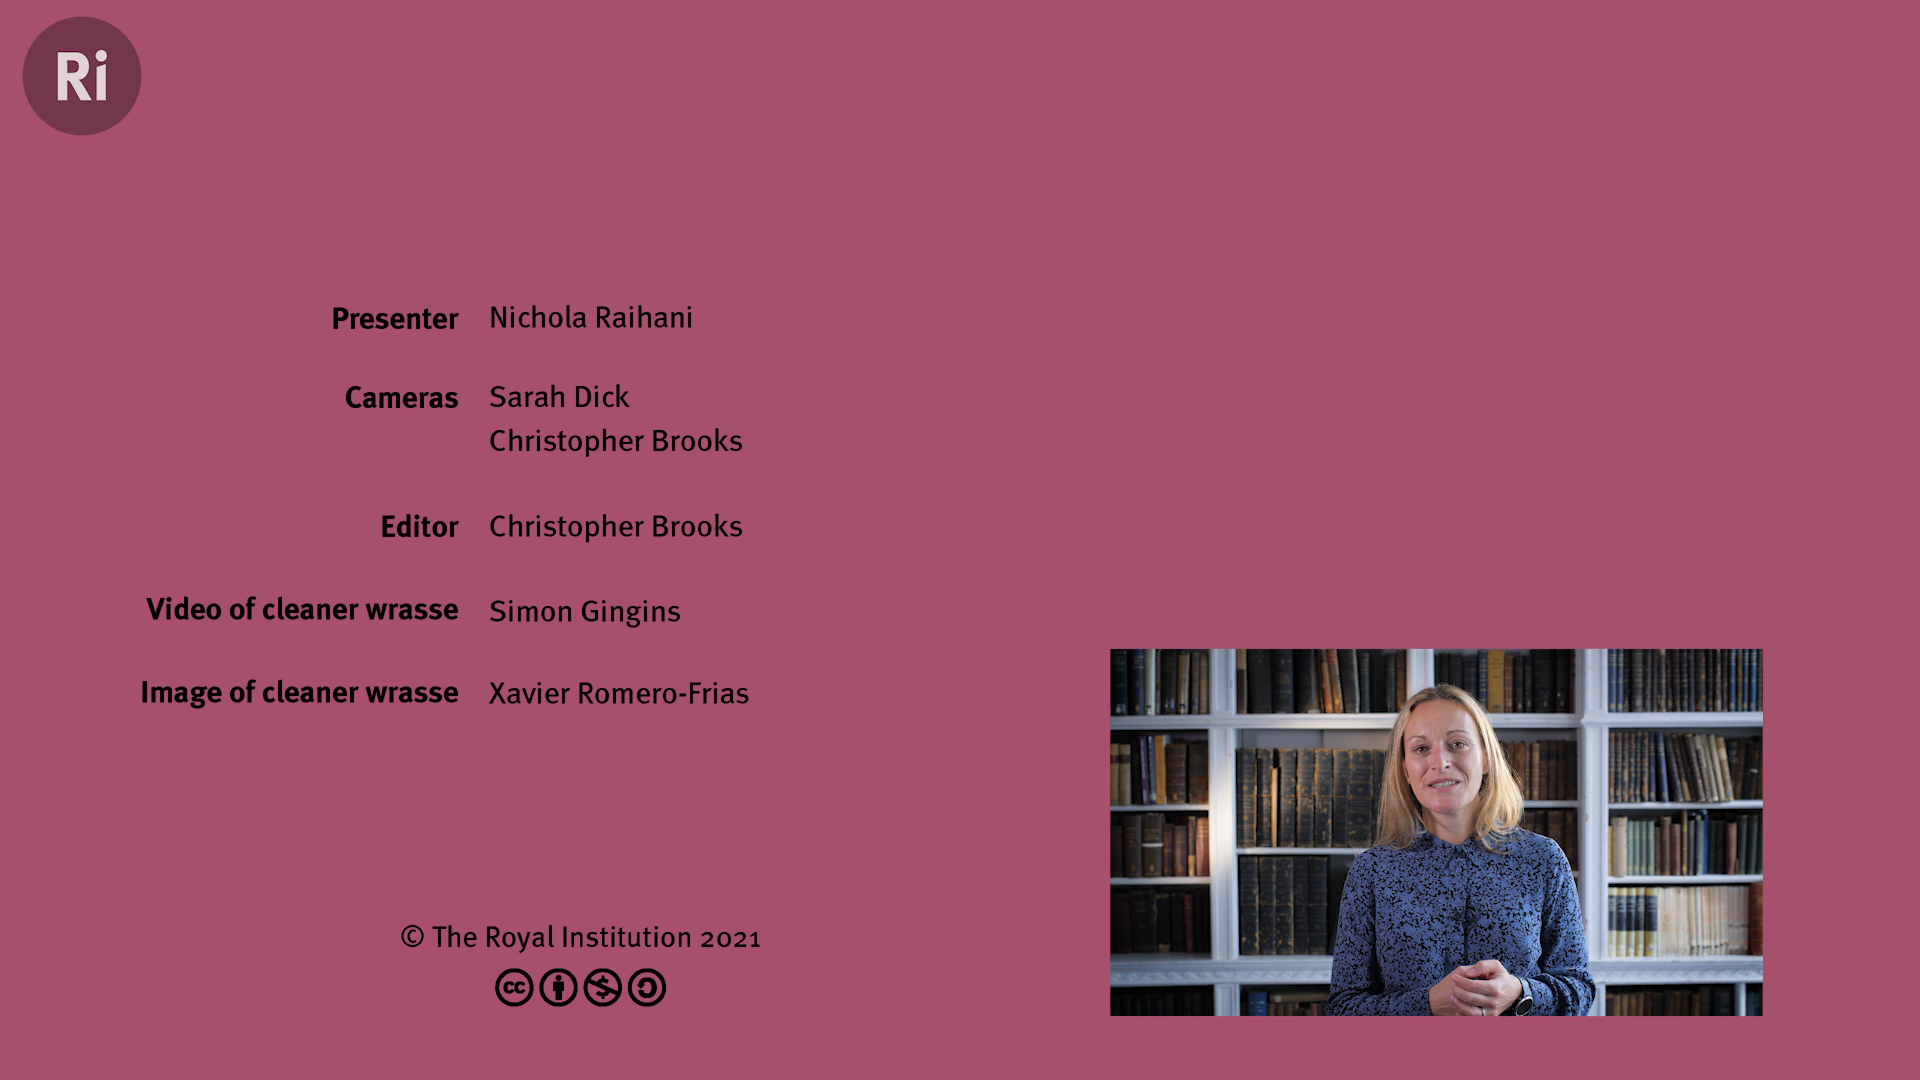 Ri
Presenter Nichola Raihani
Cameras Sarah Dick
Christopher Brooks
Editor Christopher Brooks
Video of cleaner wrasse Simon Gingins
Image of cleaner wrasse Xavier Romero-Frias
© The Royal Institution 2021
cc